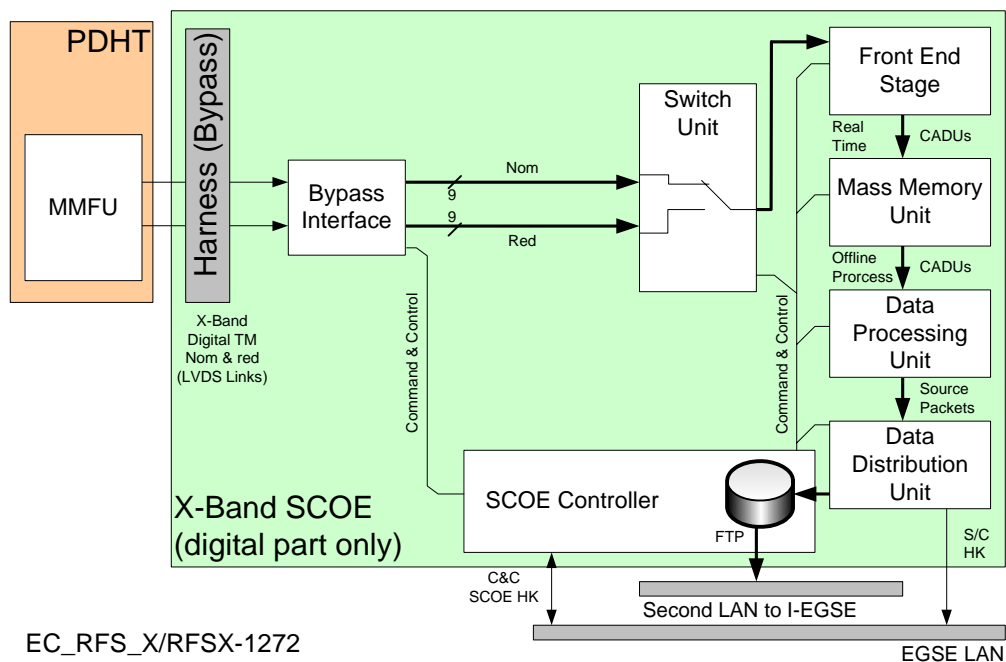 PDHT
MMFU
Harness (Bypass)
X-Band
Digital TM
Nom & red
(LVDS Links)
Bypass
Interface
Nom
9
9
Red
Switch
Unit
Front End
Stage
Real
Time
CADUs
Mass Memory
Unit
Offline
Prorcess
CADUs
Data
Processing
Unit
Source
Packets
Data
Distribution
Unit
Command & Control
Command & Control
SCOE Controller
FTP
X-Band SCOE
(digital part only)
S/C
HK
C&C
SCOE HK
Second LAN to I-EGSE
EGSE LAN
EC_RFS_X/RFSX-1272